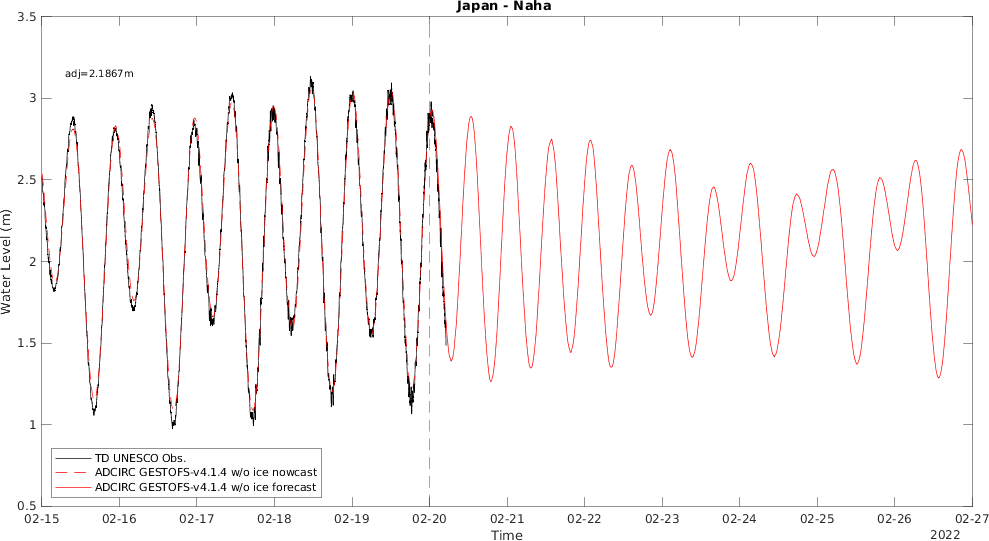 Japan - Naha
3.5
3
2.5
2
1.5
1
0.5
Water Level (m)
adj=2.1867m
TD UNESCO Obs.
ADCIRC GESTOFS-v4.1.4 w/o ice nowcast
ADCIRC GESTOFS-v4.1.4 w/o ice forecast
02-15 02-16 02-17 02-18 02-19 02-20 02-21 02-22 02-23 02-24 02-25 02-26 02-27
Time
2022